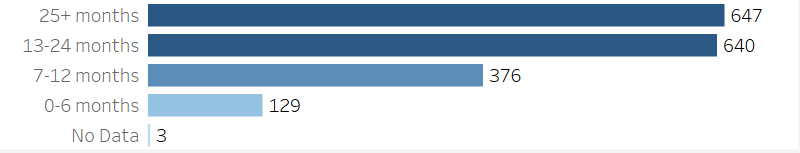 25+ months 647
13-24 months 640
7-12 months 376
0-6 months 129
No Data 3